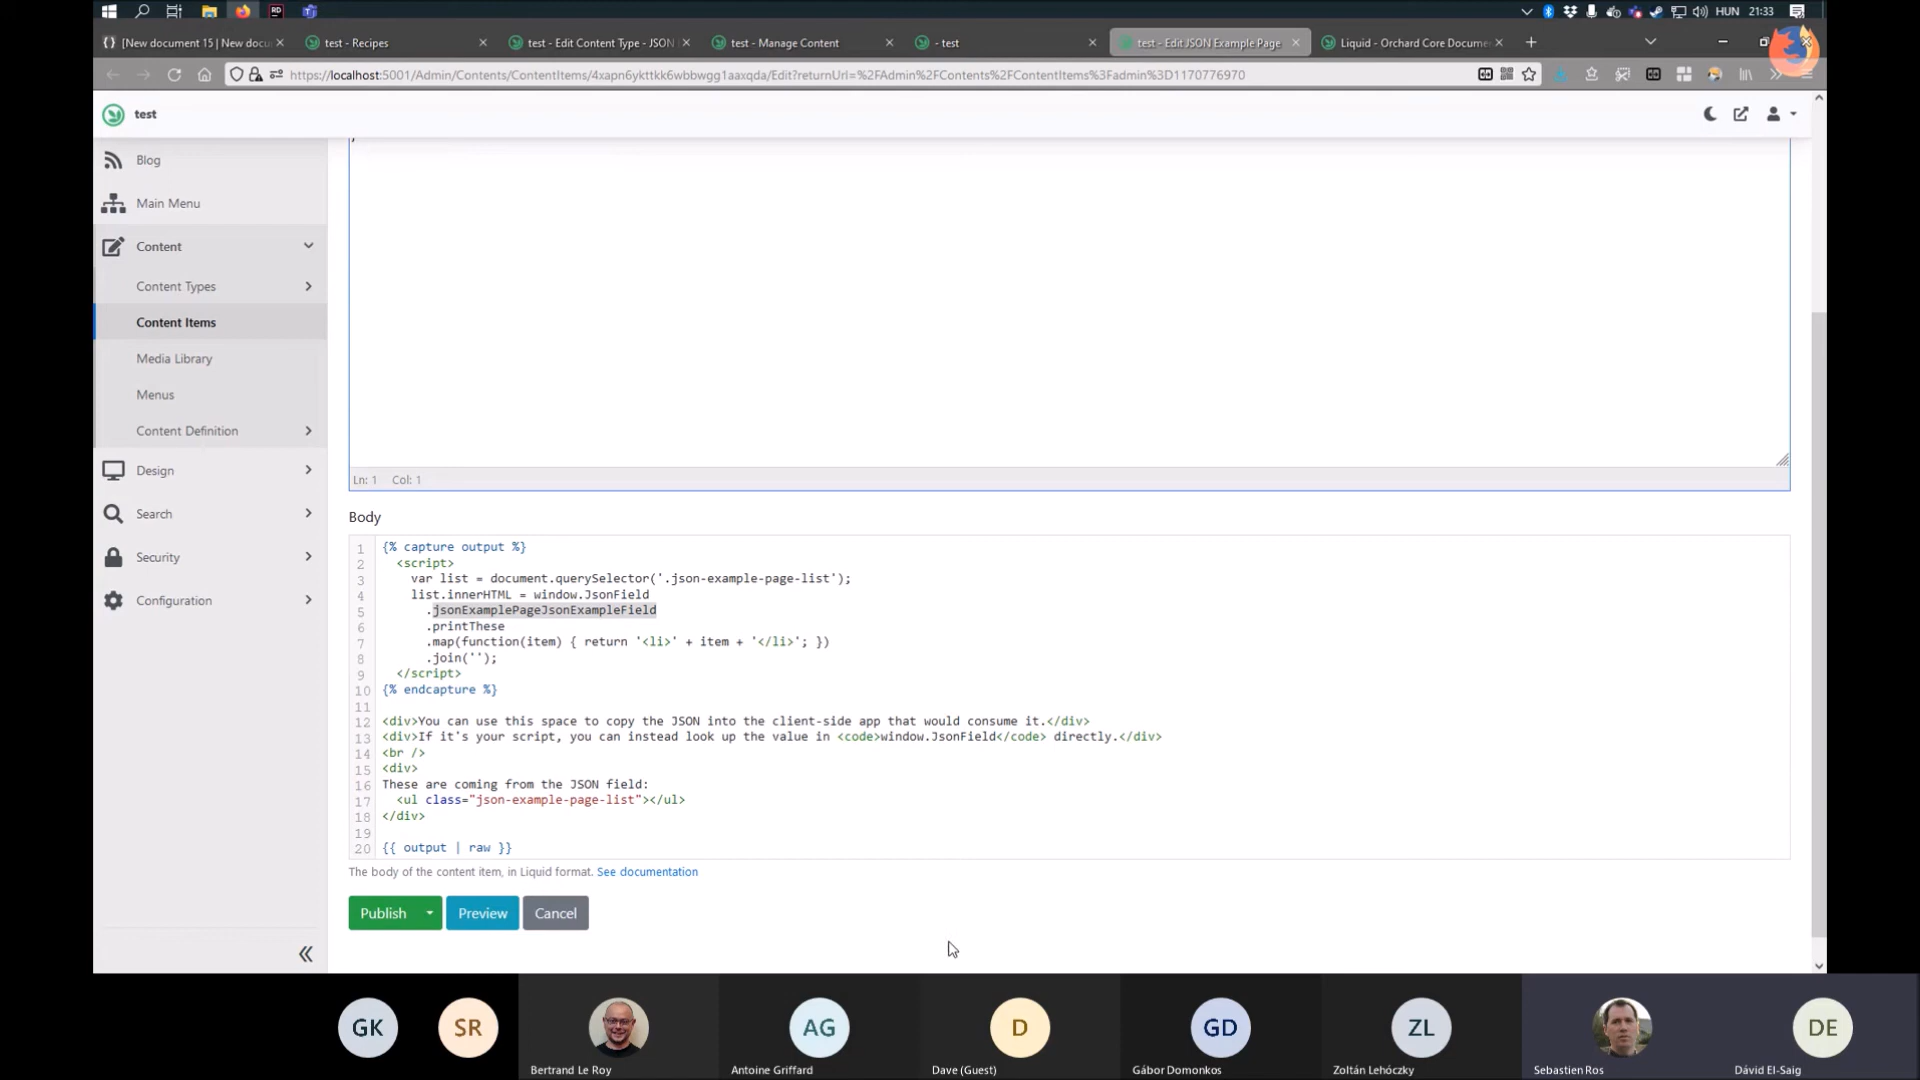 HUN 21:33
[New document 15 | New docu
test - Recipes
test - Edit Content Type - JSON
test - Manage Content
- test
test - Edit JSON Example Page
Liquid - Orchard Core Docume
https://localhost:5001/Admin/Contents/ContentItems/4xapn6ykttkk6wbbwgg1aaxqda/Edit?returnUrl=%2FAdmin%2FContents%2FContentItems%3Fadmin%3D1170776970
test
Blog
Main Menu
Content
Content Types
Content Items
Media Library
Menus
Content Definition
Design
Search
Security
Configuration
Ln: 1 Col: 1
Body
1 {% capture output %}
2 <script>
3 var list = document.querySelector('.json-example-page-list');
4 list.innerHTML = window.JsonField
5 .jsonExamplePageJsonExampleField
6 .printThese
7 .map(function(item) { return '<li>' + item + '</li>'; })
8 .join('');
9 </script>
10 {% endcapture %}
11
12 <div>You can use this space to copy the JSON into the client-side app that would consume it.</div>
13 <div>If it's your script, you can instead look up the value in <code>window.JsonField</code> directly.</div>
14 <br />
15 <div>
16 These are coming from the JSON field:
17 <ul class="json-example-page-list"></ul>
18 </div>
19
20 {{ output | raw }}
The body of the content item, in Liquid format. See documentation
Publish
Preview
Cancel
GK
SR
AG
D
GD
ZL
DE
Bertrand Le Roy
Antoine Griffard
Dave (Guest)
Gábor Domonkos
Zoltán Lehóczky
Sebastien Ros
Dávid El-Saig